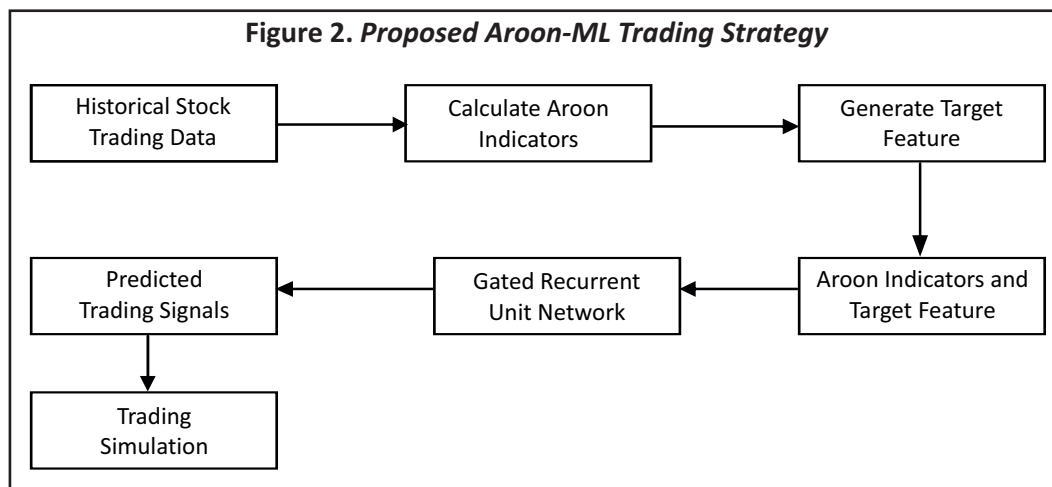 Figure 2. Proposed Aroon-ML Trading Strategy
Historical Stock
Trading Data
Calculate Aroon
Indicators
Generate Target
Feature
Predicted
Trading Signals
Gated Recurrent
Unit Network
Aroon Indicators and
Target Feature
Trading
Simulation